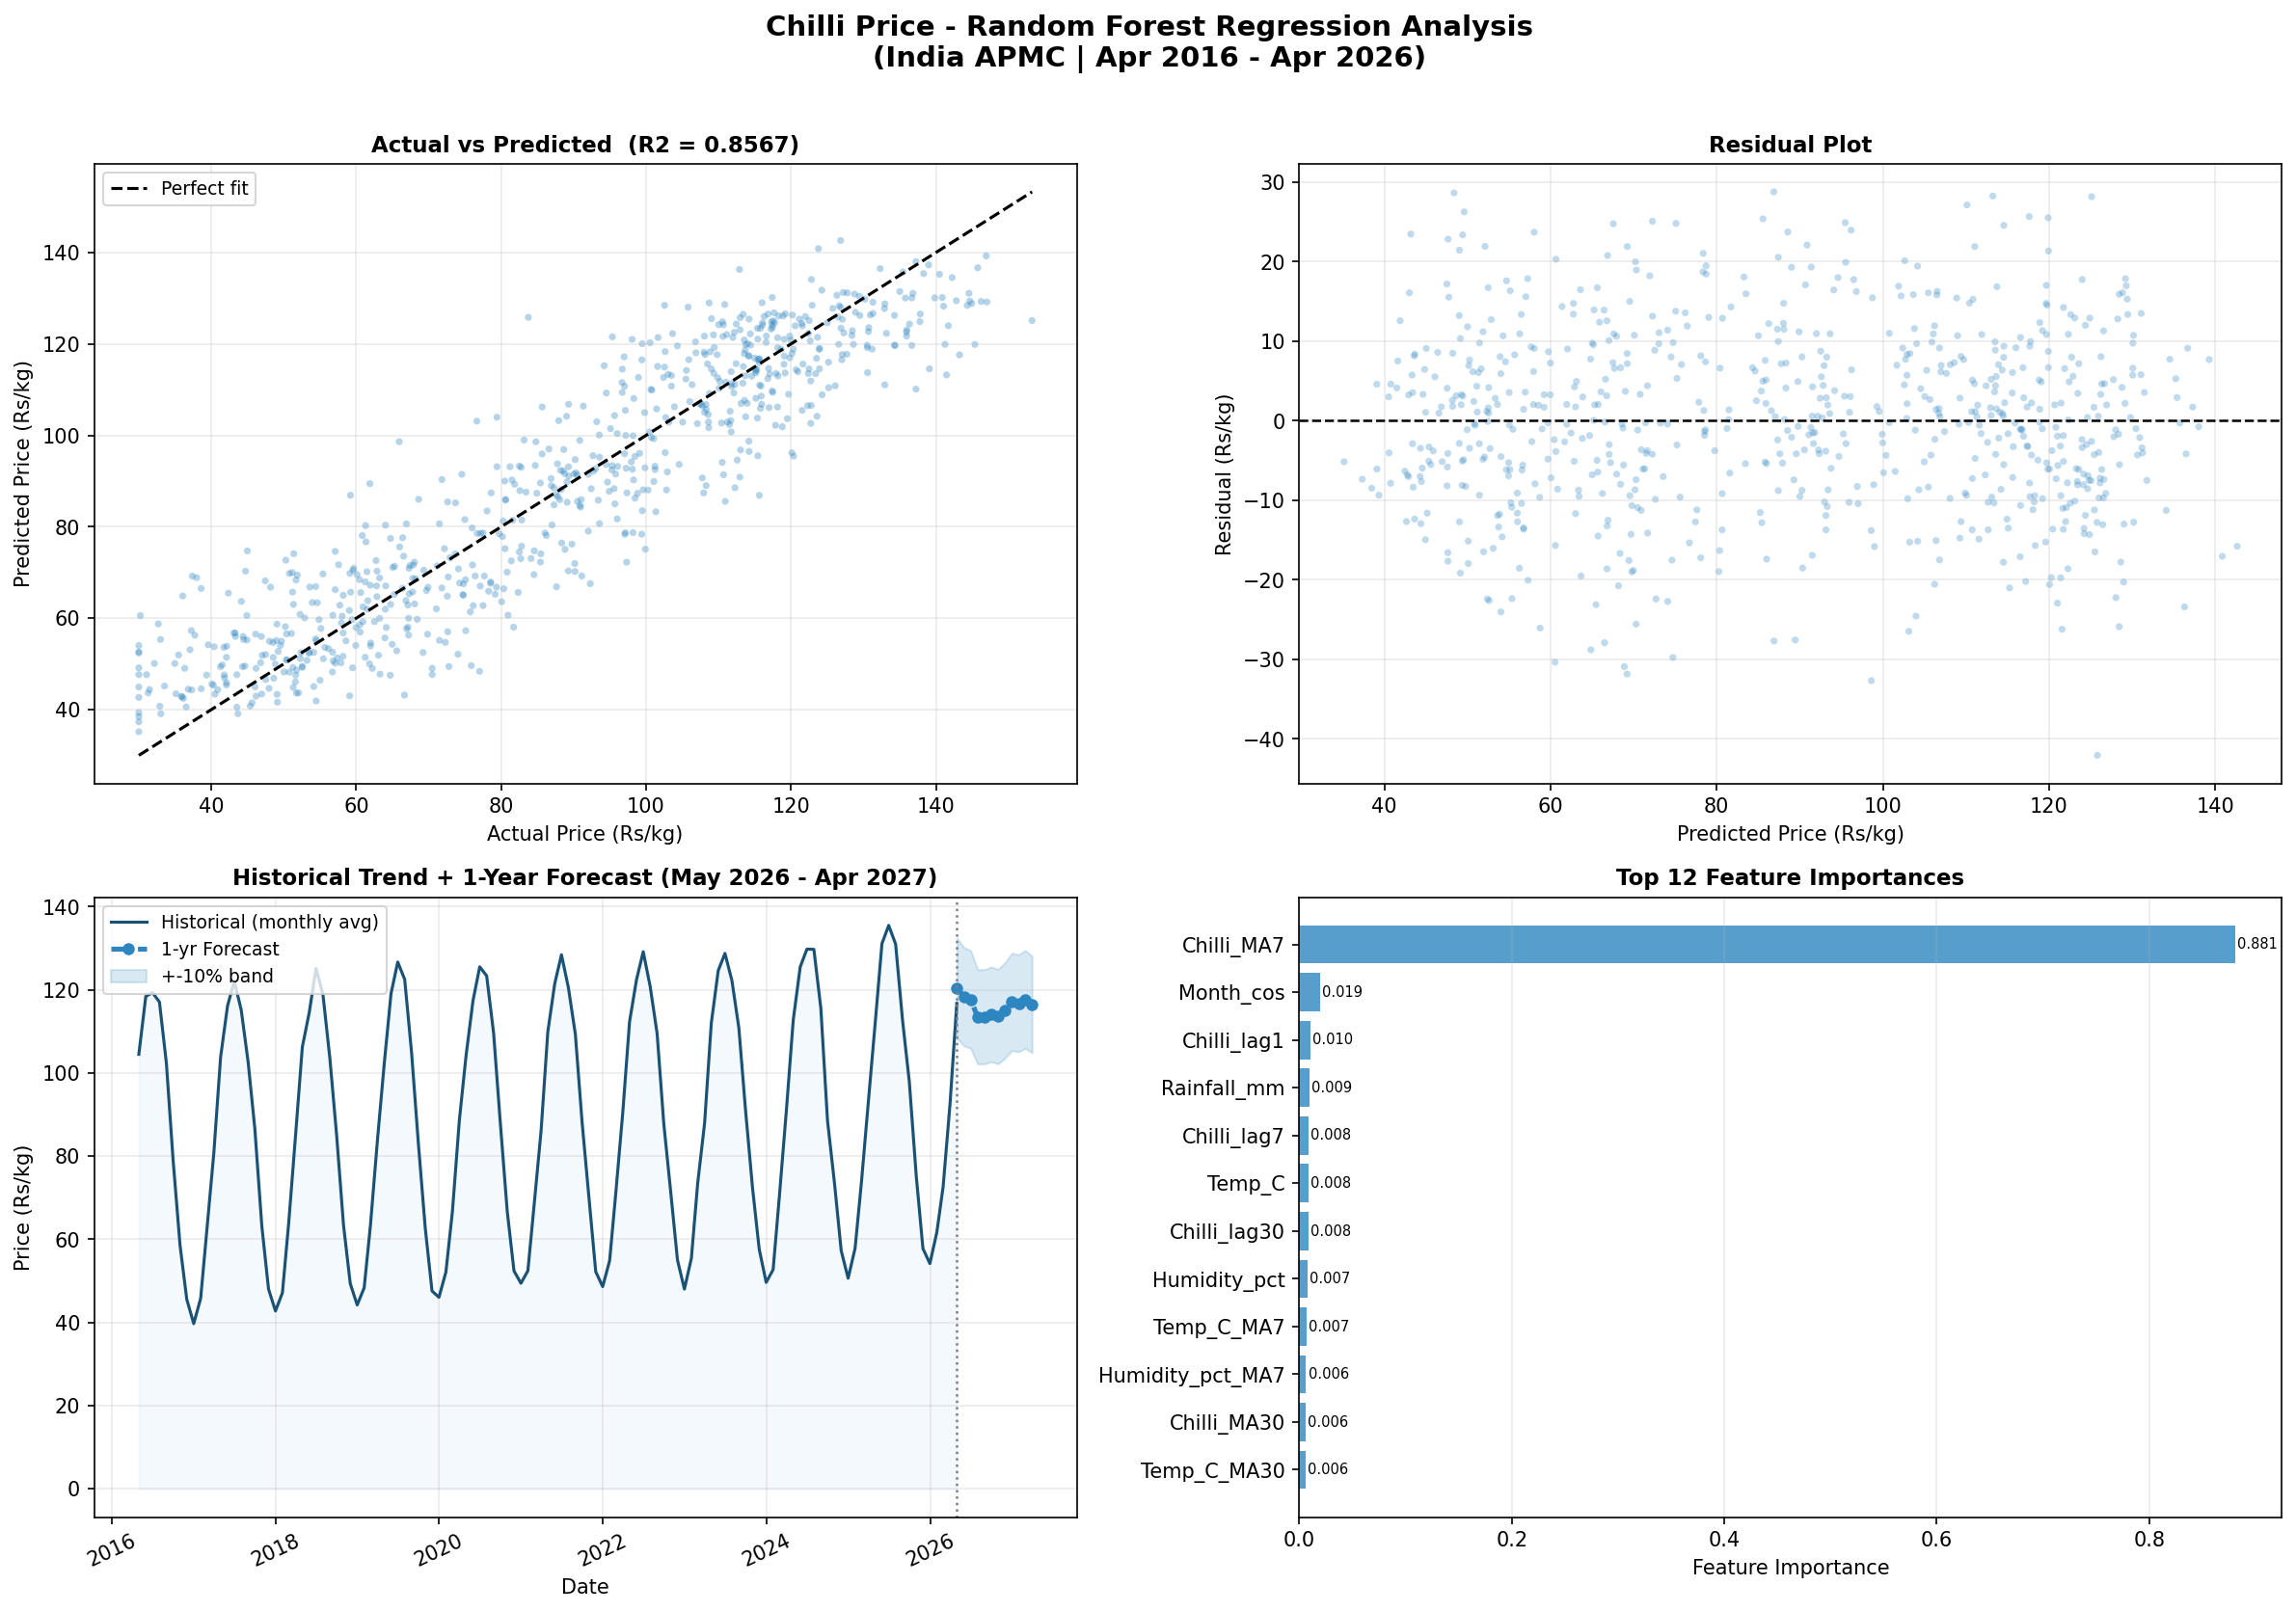 Chilli Price - Random Forest Regression Analysis
(India APMC | Apr 2016 - Apr 2026)
Actual vs Predicted  (R2 = 0.8567)
Perfect fit
140
120
100
80
60
40
Predicted Price (Rs/kg)
40 60 80 100 120 140
Actual Price (Rs/kg)
Residual Plot
30
20
10
0
−10
−20
−30
−40
Residual (Rs/kg)
40 60 80 100 120 140
Predicted Price (Rs/kg)
Historical Trend + 1-Year Forecast (May 2026 - Apr 2027)
Historical (monthly avg)
1-yr Forecast
+-10% band
140
120
100
80
60
40
20
0
Price (Rs/kg)
2016 2018 2020 2022 2024 2026
Date
Top 12 Feature Importances
Chilli_MA7 0.881
Month_cos 0.019
Chilli_lag1 0.010
Rainfall_mm 0.009
Chilli_lag7 0.008
Temp_C 0.008
Chilli_lag30 0.008
Humidity_pct 0.007
Temp_C_MA7 0.007
Humidity_pct_MA7 0.006
Chilli_MA30 0.006
Temp_C_MA30 0.006
0.0 0.2 0.4 0.6 0.8
Feature Importance